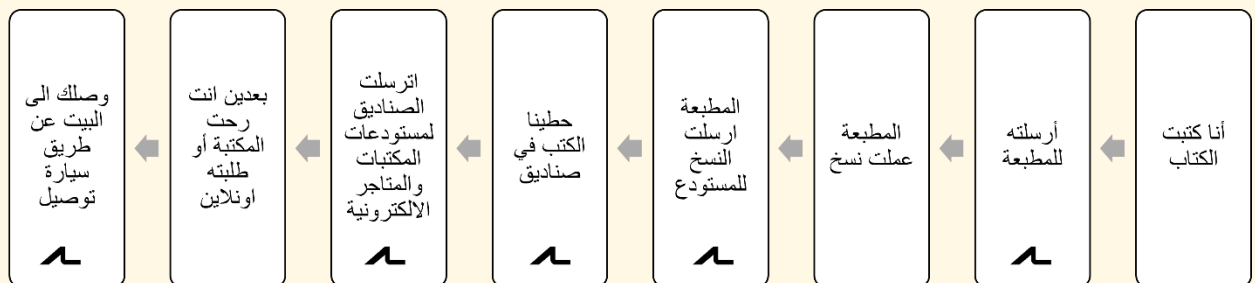 أنا كتبت
الكتاب
أرسلته
للمطبعة
المطبعة
عملت نسخ
المطبعة
ارسلت
النسخ
للمستودع
حطينا
الكتب في
صناديق
اترسلت
الصناديق
لمستودعات
المكتبات
والمتاجر
الالكترونية
بعدين انت
رحت
المكتبة أو
طلبته
اونلاين
وصلك الى
البيت عن
طريق
سيارة
توصيل